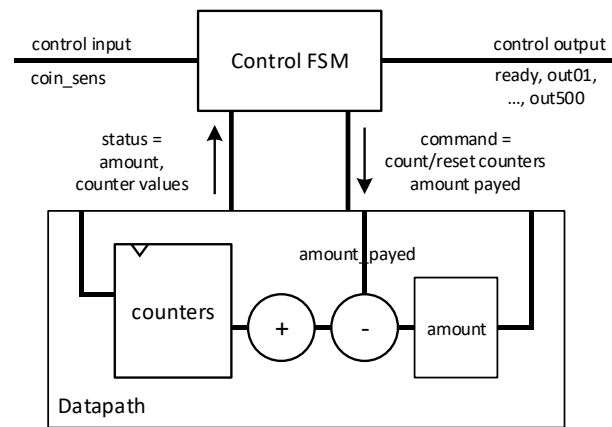 control input
coin_sens
Control FSM
control output
ready, out01,
..., out500
status =
amount,
counter values
command =
count/reset counters
amount payed
amount_payed
counters
+
-
amount
Datapath